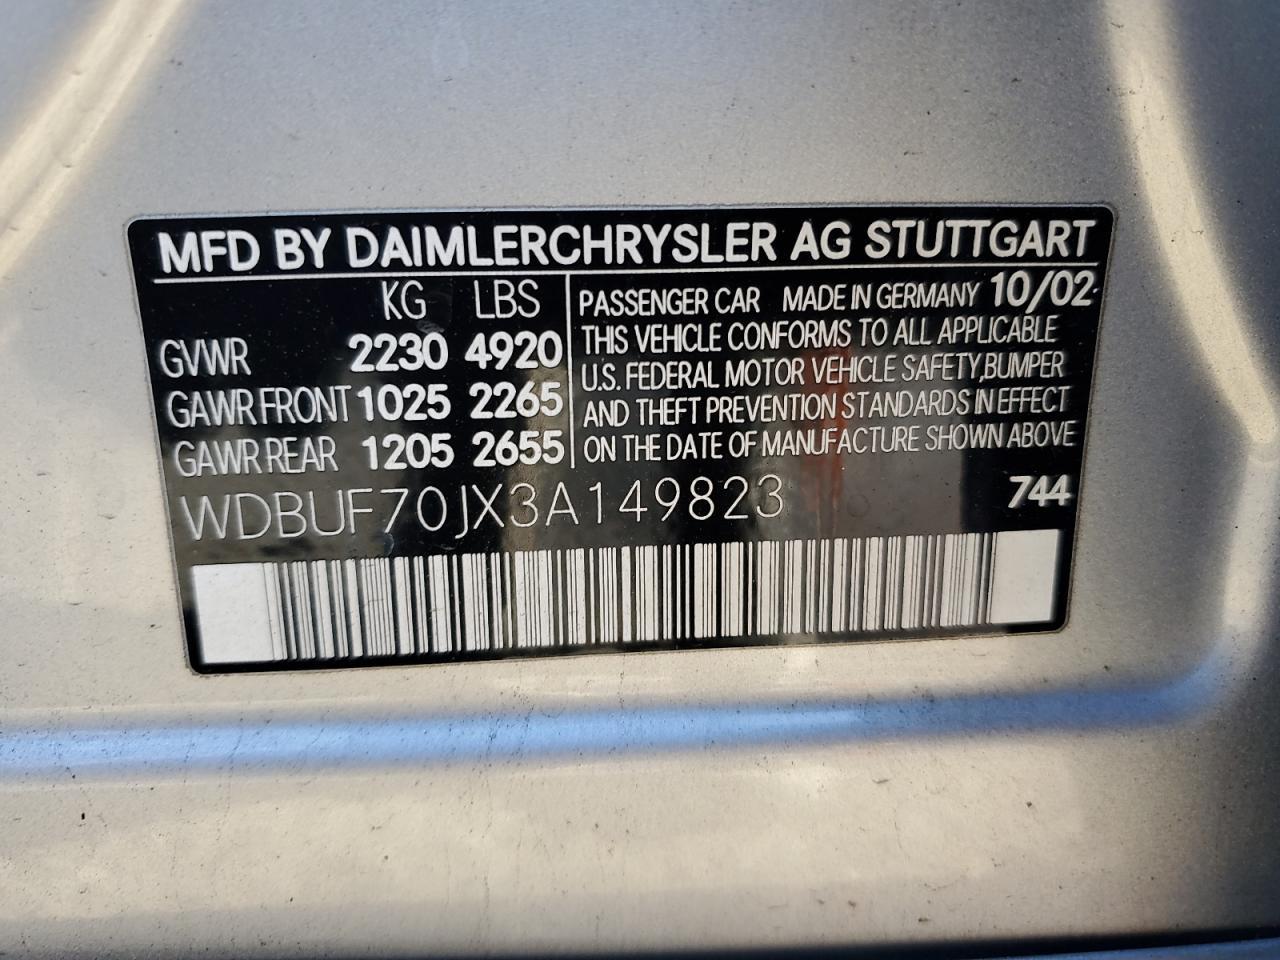 MFD BY DAIMLERCHRYSLER AG STUTTGART
KG LBS
GVWR 2230 4920
GAWR FRONT 1025 2265
GAWR REAR 1205 2655
PASSENGER CAR MADE IN GERMANY 10/02
THIS VEHICLE CONFORMS TO ALL APPLICABLE
U.S. FEDERAL MOTOR VEHICLE SAFETY, BUMPER
AND THEFT PREVENTION STANDARDS IN EFFECT
ON THE DATE OF MANUFACTURE SHOWN ABOVE
WDBUF70JX3A149823 744